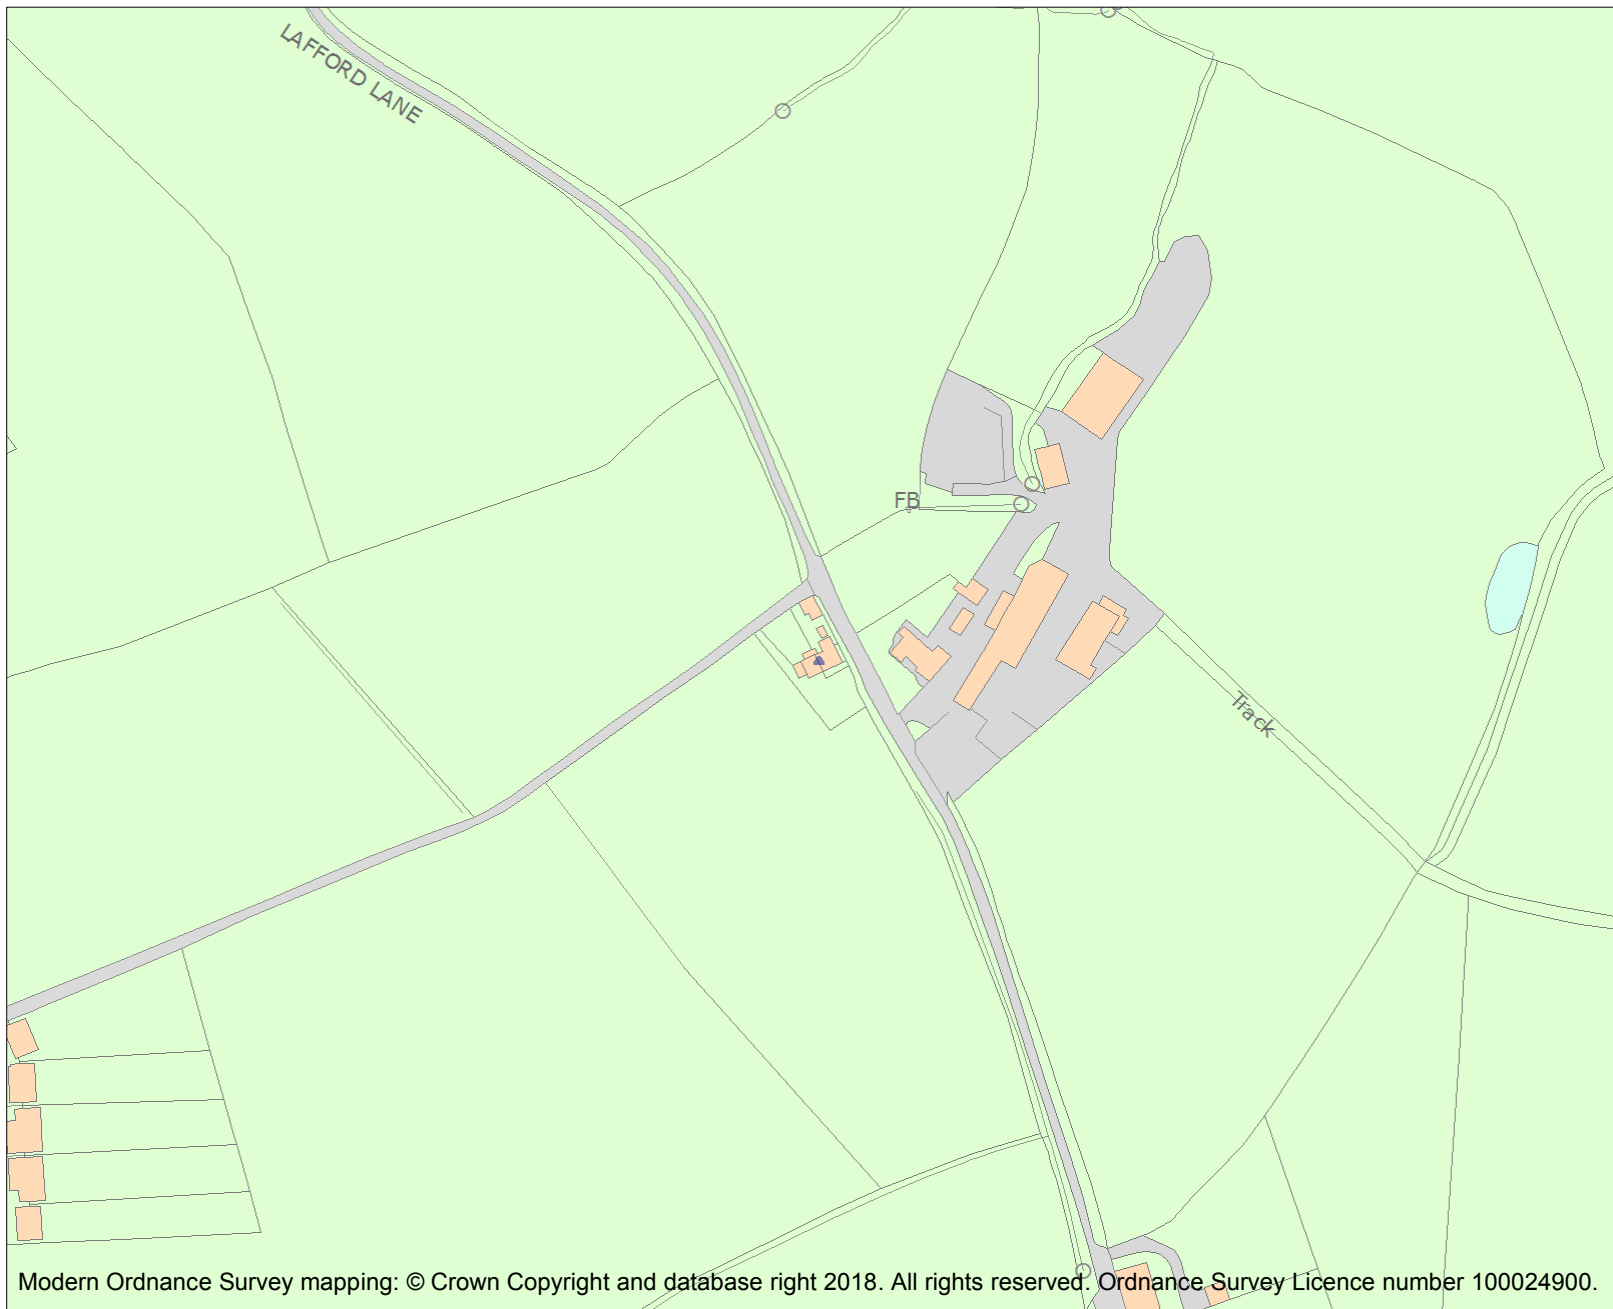 LAFFORD LANE
FB
Track
Modern Ordnance Survey mapping: © Crown Copyright and database right 2018. All rights reserved. Ordnance Survey Licence number 100024900.